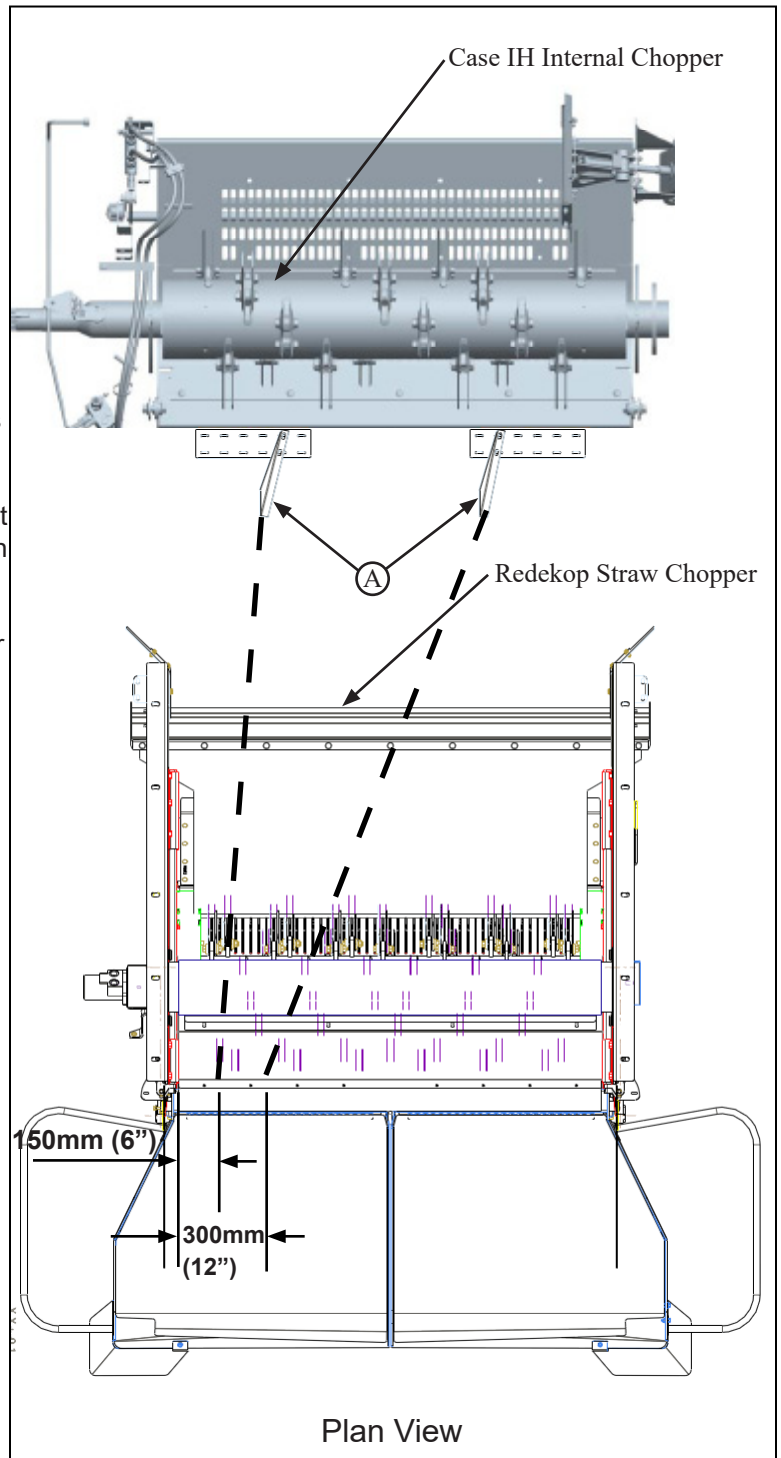 Case IH Internal Chopper
t
n
A
Redekop Straw Chopper
r
150mm (6”)
300mm
(12”)
Plan View